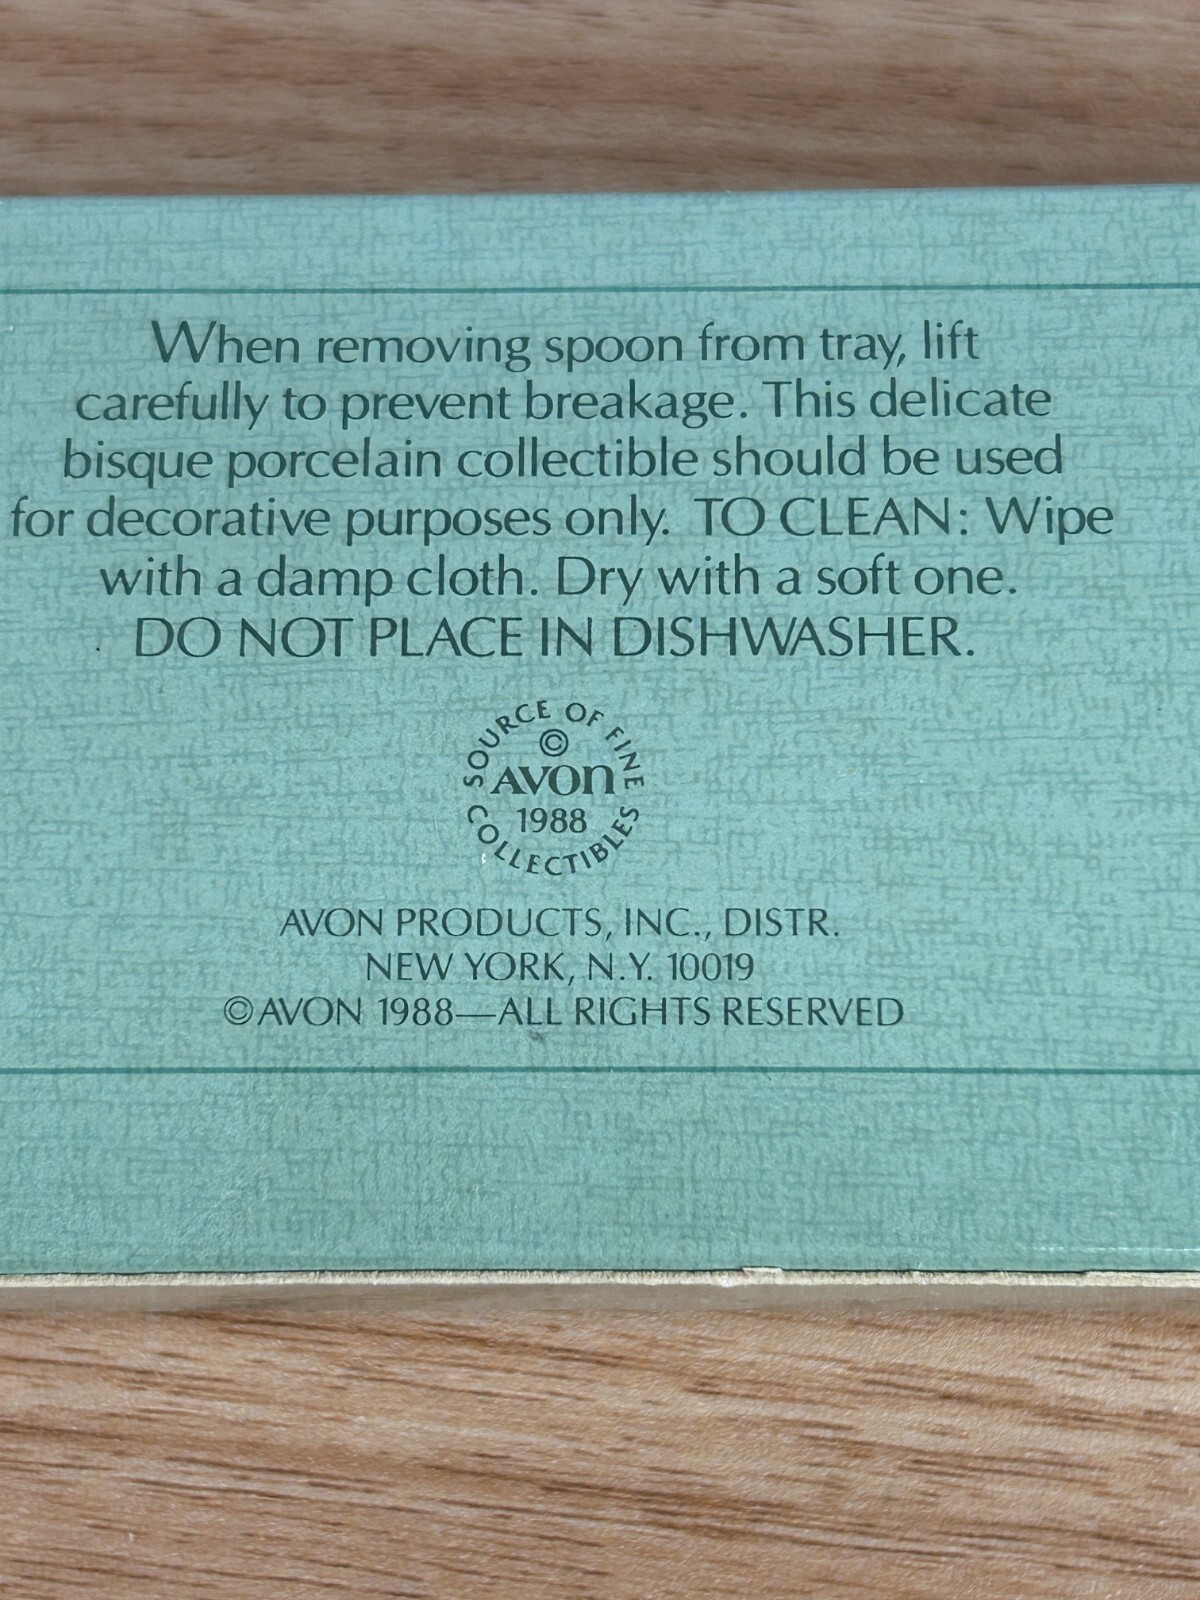 When removing spoon from tray, lift
carefully to prevent breakage. This delicate
bisque porcelain collectible should be used
for decorative purposes only. TO CLEAN: Wipe
with a damp cloth. Dry with a soft one.
DO NOT PLACE IN DISHWASHER.
SOURCE OF FINE
©
AVON
1988
COLLECTIBLES
AVON PRODUCTS, INC., DISTR.
NEW YORK, N.Y. 10019
©AVON 1988—ALL RIGHTS RESERVED